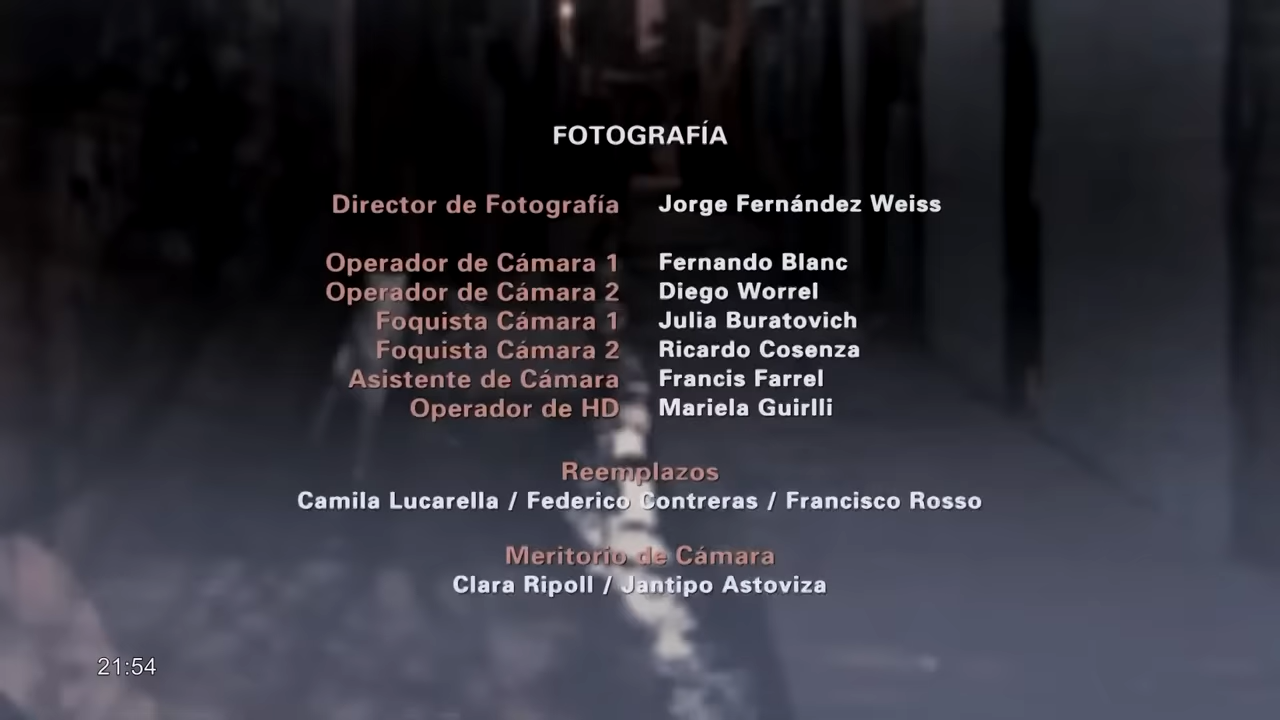 FOTOGRAFÍA
Director de Fotografía Jorge Fernández Weiss
Operador de Cámara 1 Fernando Blanc
Operador de Cámara 2 Diego Worrel
Foquista Cámara 1 Julia Buratovich
Foquista Cámara 2 Ricardo Cosenza
Asistente de Cámara Francis Farrel
Operador de HD Mariela Guirlli
Reemplazos
Camila Lucarella / Federico Contreras / Francisco Rosso
Meritorio de Cámara
Clara Ripoll / Jantipo Astoviza
21:54